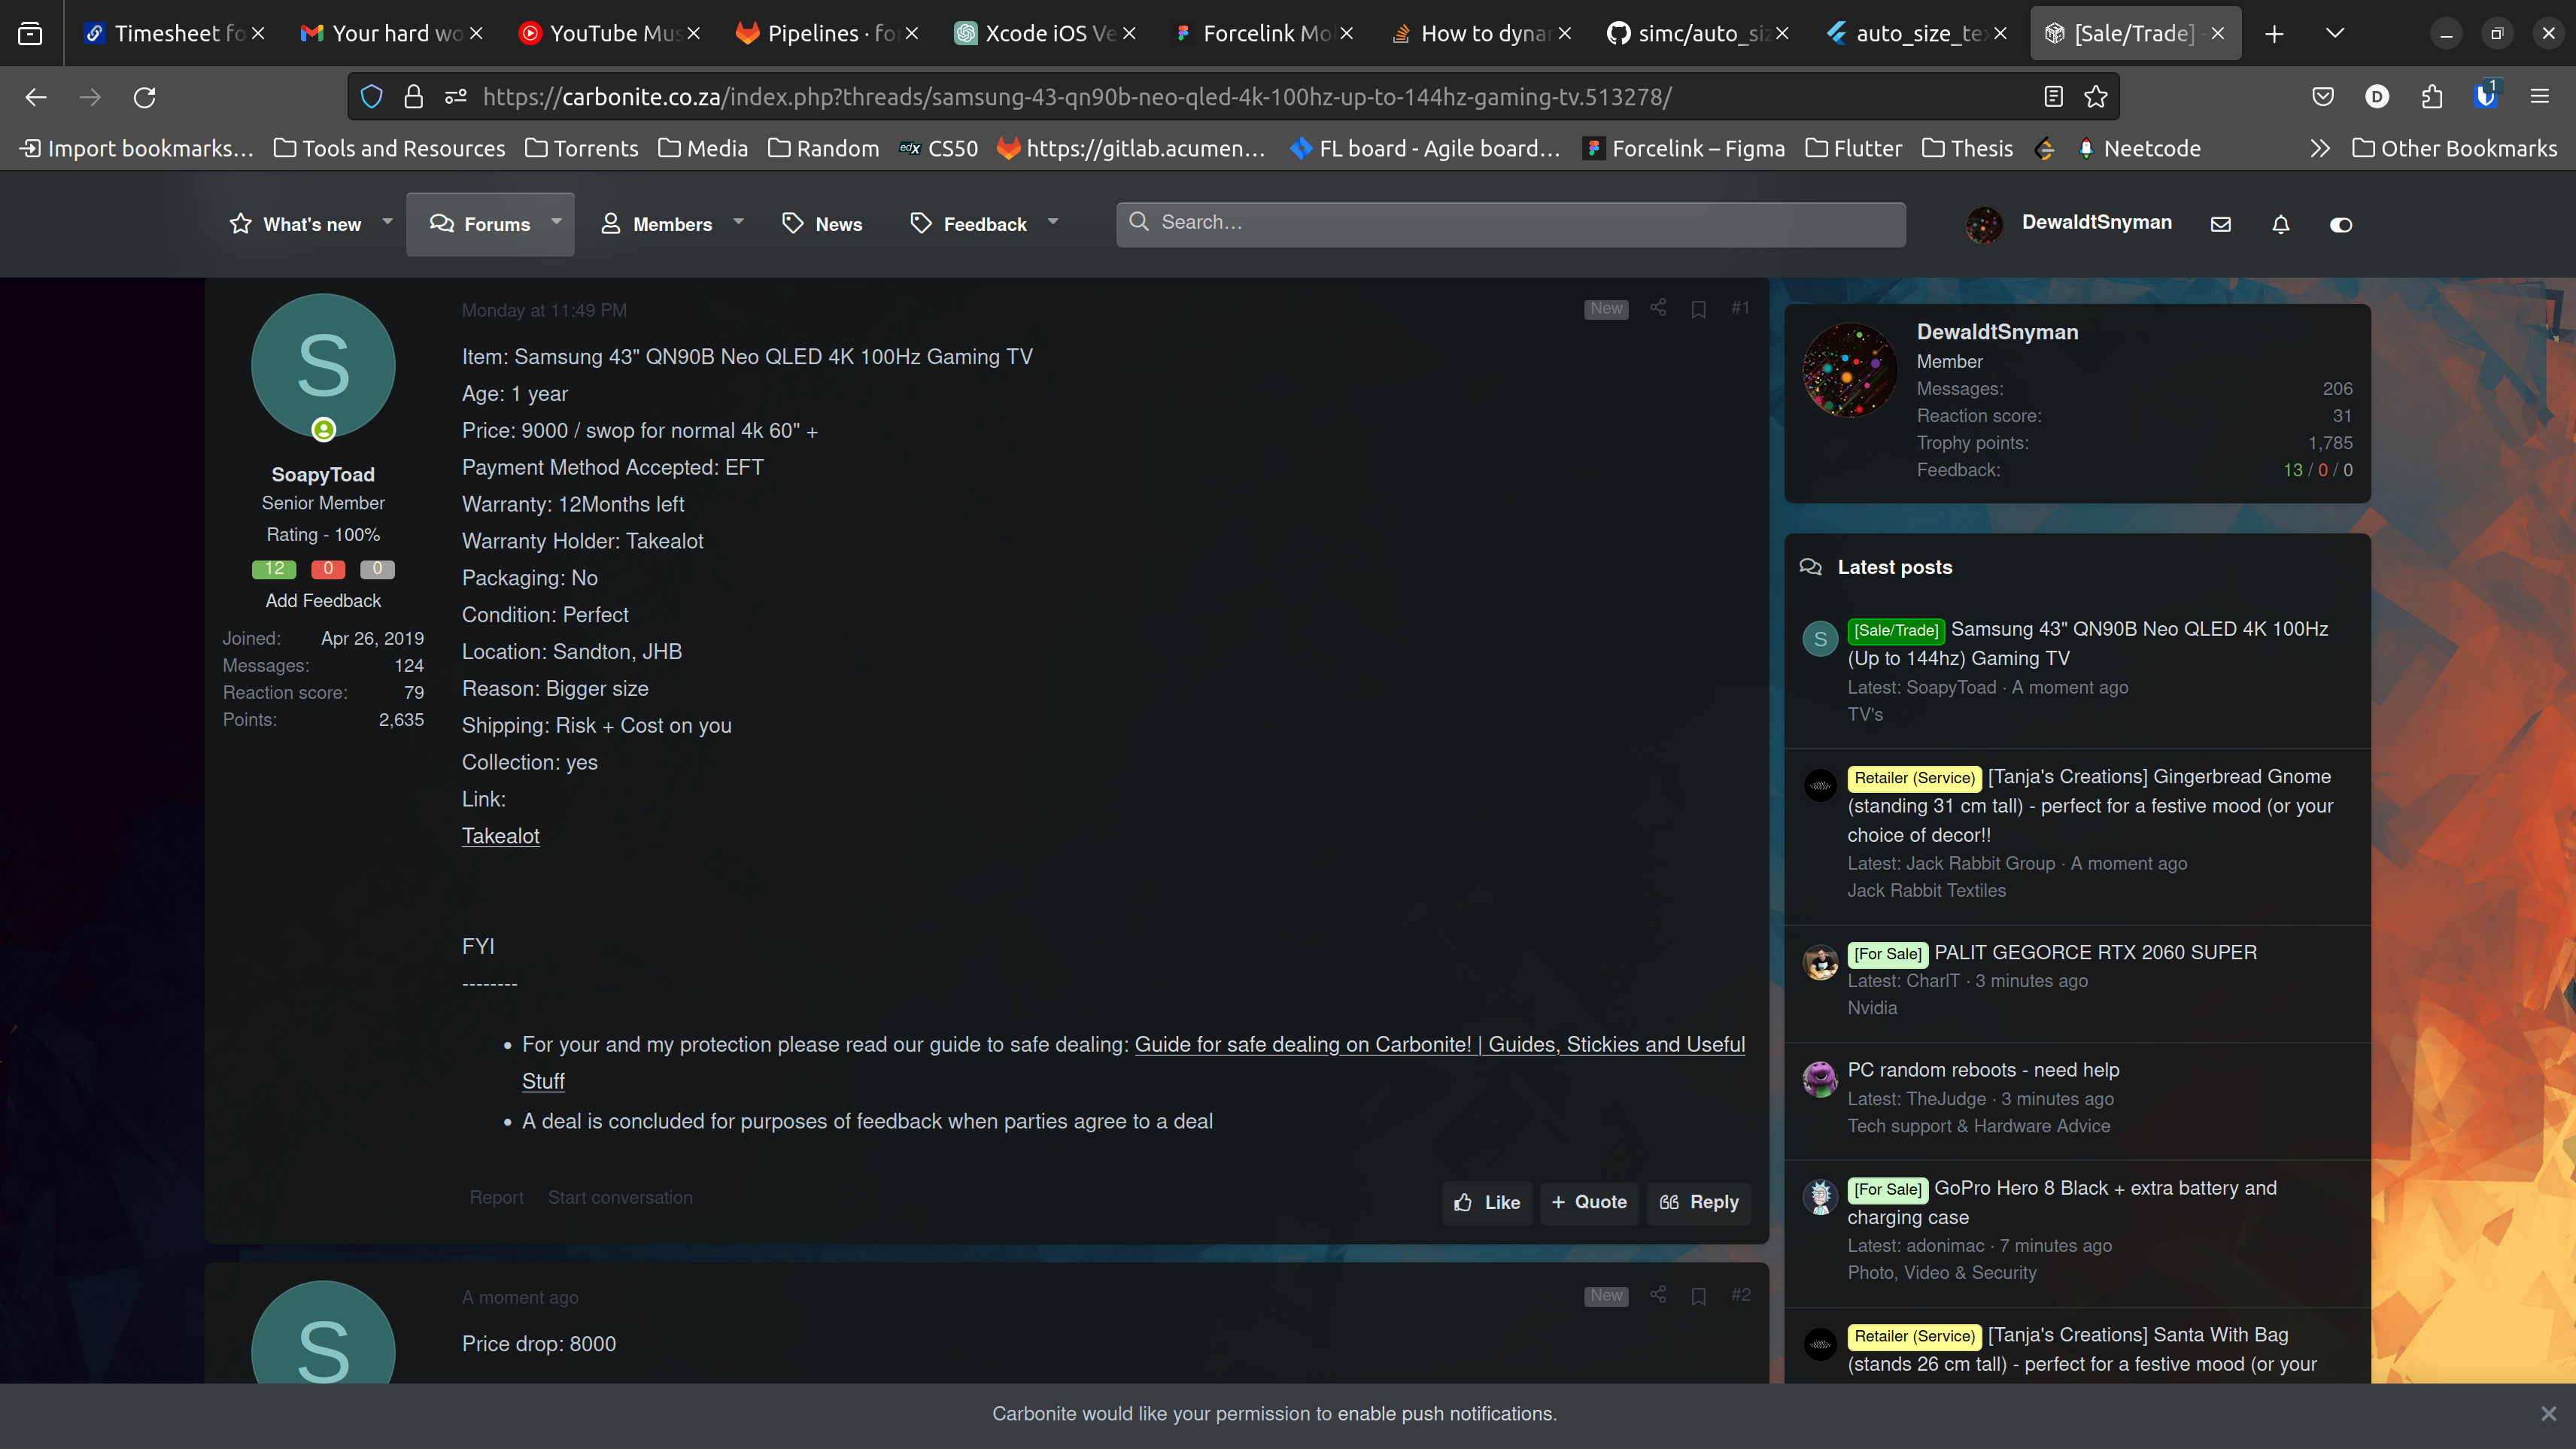 Timesheet fo
Your hard wo
YouTube Mus
Pipelines · fo
Xcode iOS Ve
Forcelink Mo
How to dynar
simc/auto_siz
auto_size_te
[Sale/Trade]
https://carbonite.co.za/index.php?threads/samsung-43-qn90b-neo-qled-4k-100hz-up-to-144hz-gaming-tv.513278/
D
1
Import bookmarks...
Tools and Resources
Torrents
Media
Random
edX CS50
https://gitlab.acumen...
FL board - Agile board...
Forcelink – Figma
Flutter
Thesis
Neetcode
Other Bookmarks
What's new
Forums
Members
News
Feedback
Search…
DewaldtSnyman
S
SoapyToad
Senior Member
Rating - 100%
12 0 0
Add Feedback
Joined: Apr 26, 2019
Messages: 124
Reaction score: 79
Points: 2,635
Monday at 11:49 PM
New
#1
Item: Samsung 43" QN90B Neo QLED 4K 100Hz Gaming TV
Age: 1 year
Price: 9000 / swop for normal 4k 60" +
Payment Method Accepted: EFT
Warranty: 12Months left
Warranty Holder: Takealot
Packaging: No
Condition: Perfect
Location: Sandton, JHB
Reason: Bigger size
Shipping: Risk + Cost on you
Collection: yes
Link:
Takealot
FYI
--------
• For your and my protection please read our guide to safe dealing: Guide for safe dealing on Carbonite! | Guides, Stickies and Useful
Stuff
• A deal is concluded for purposes of feedback when parties agree to a deal
Report
Start conversation
Like
+ Quote
Reply
S
A moment ago
New
#2
Price drop: 8000
DewaldtSnyman
Member
Messages: 206
Reaction score: 31
Trophy points: 1,785
Feedback: 13 / 0 / 0
Latest posts
S
[Sale/Trade] Samsung 43" QN90B Neo QLED 4K 100Hz
(Up to 144hz) Gaming TV
Latest: SoapyToad · A moment ago
TV's
Retailer (Service) [Tanja's Creations] Gingerbread Gnome
(standing 31 cm tall) - perfect for a festive mood (or your
choice of decor!!
Latest: Jack Rabbit Group · A moment ago
Jack Rabbit Textiles
[For Sale] PALIT GEGORCE RTX 2060 SUPER
Latest: CharlT · 3 minutes ago
Nvidia
PC random reboots - need help
Latest: TheJudge · 3 minutes ago
Tech support & Hardware Advice
[For Sale] GoPro Hero 8 Black + extra battery and
charging case
Latest: adonimac · 7 minutes ago
Photo, Video & Security
Retailer (Service) [Tanja's Creations] Santa With Bag
(stands 26 cm tall) - perfect for a festive mood (or your
Carbonite would like your permission to enable push notifications.